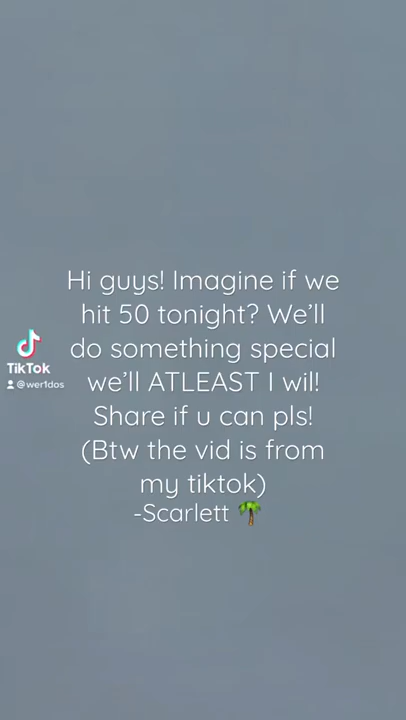 Hi guys! Imagine if we
hit 50 tonight? We'll
do something special
we'll ATLEAST I wil!
Share if u can pls!
(Btw the vid is from
my tiktok)
-Scarlett 🌴
TikTok
@wer1dos